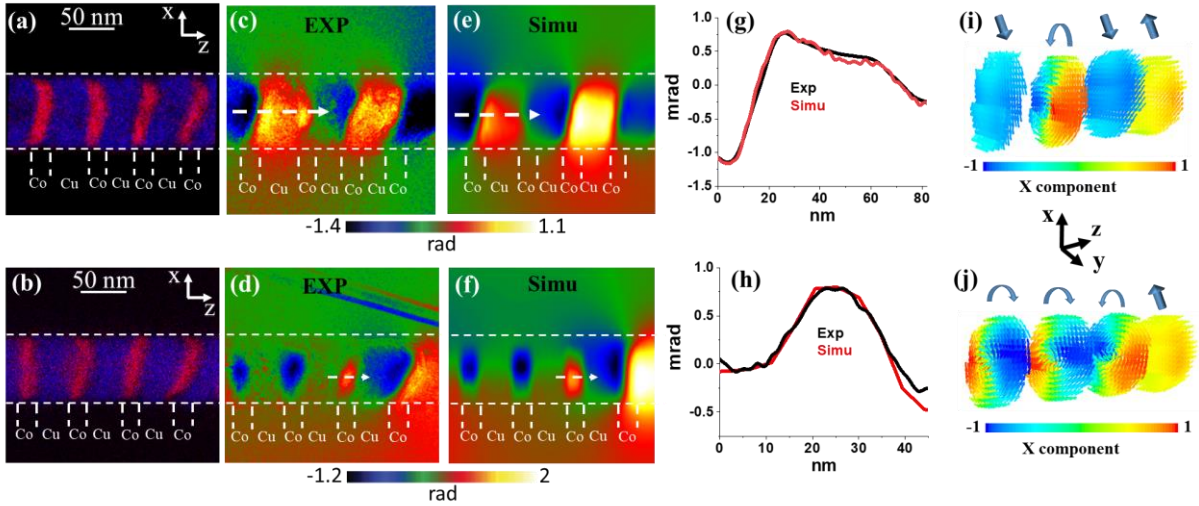 (a)
50 nm
X
Z
Co
Cu
Co
Cu
Co
Cu
Co
(c)
EXP
Co
Cu
Co
Cu
Co
Cu
Co
(e)
Simu
Co
Cu
Co
Cu
Co
Cu
Co
-1.4
1.1
rad
(g)
mrad
1.0
0.5
0.0
-0.5
-1.0
-1.5
Exp
Simu
0 20 40 60 80
nm
(i)
-1
1
X component
x
z
y
(b)
50 nm
X
Z
Co
Cu
Co
Cu
Co
Cu
Co
(d)
EXP
Co
Cu
Co
Cu
Co
Cu
Co
(f)
Simu
Co
Cu
Co
Cu
Co
Cu
Co
-1.2
2
rad
(h)
mrad
1.0
0.5
0.0
-0.5
Exp
Simu
0 10 20 30 40
nm
(j)
-1
1
X component